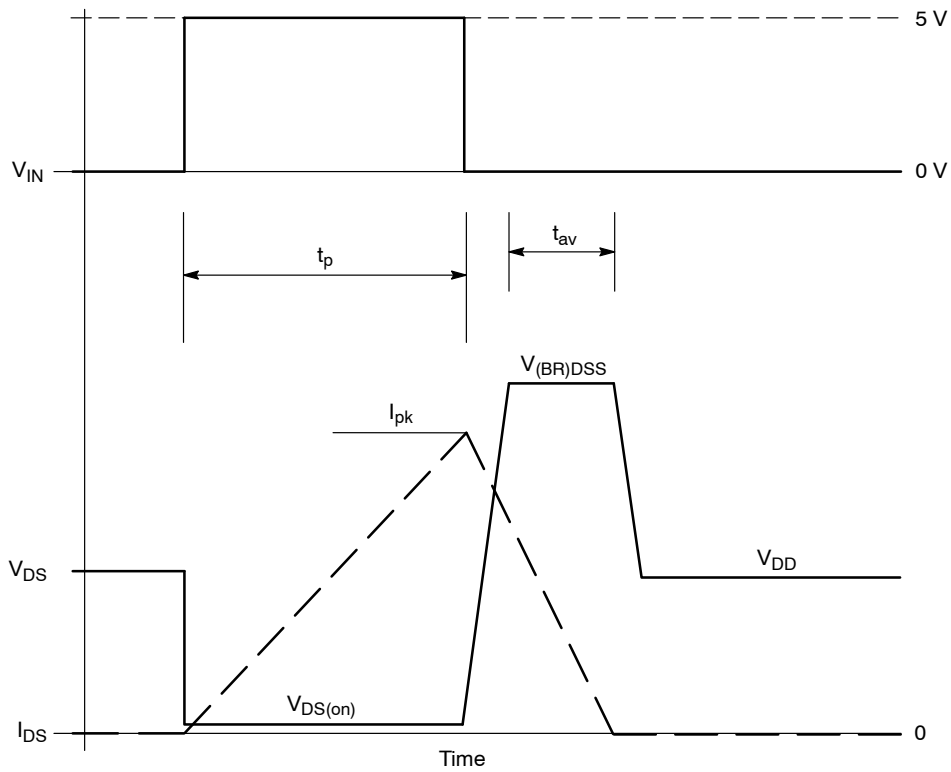 5 V
V_IN
0 V
t_p
t_av
V_(BR)DSS
I_pk
V_DS
V_DD
V_DS(on)
I_DS
0
Time